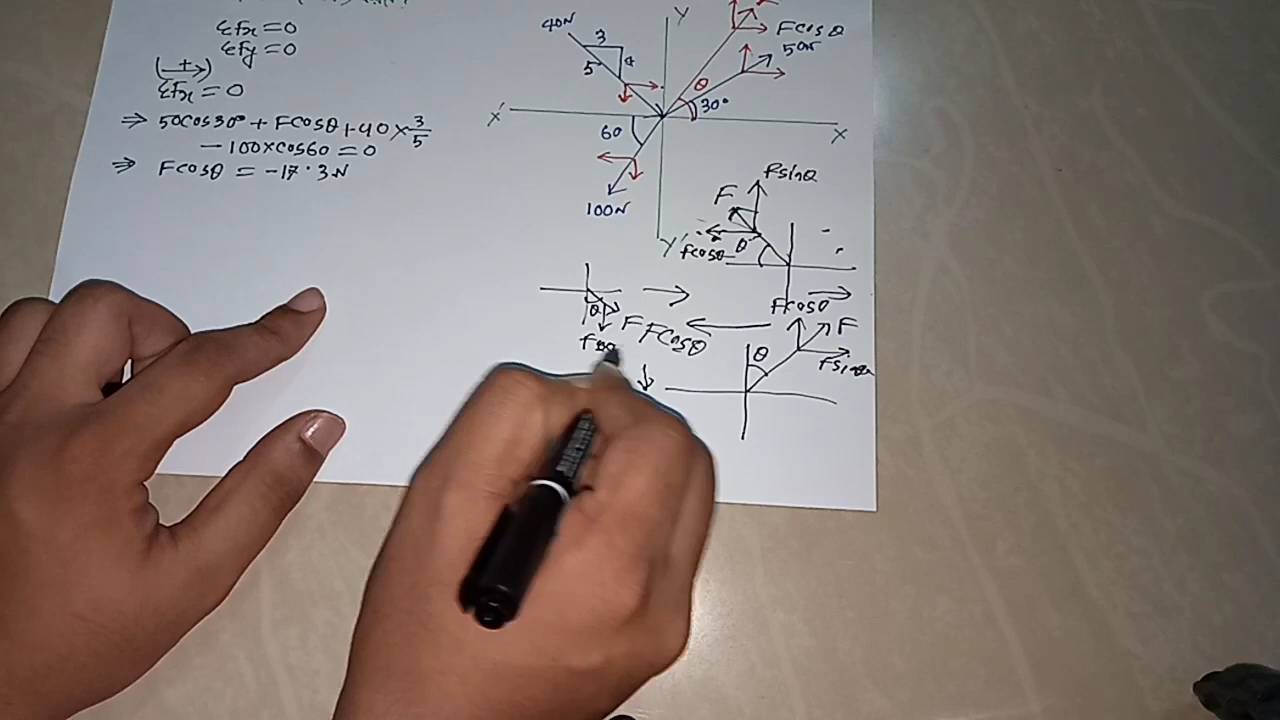 ΣFx = 0
ΣFy = 0
(+→)
ΣFx = 0
⇒ 50cos30° + Fcosθ + 40 × 3/5
- 100×cos60 = 0
⇒ Fcosθ = -17.3N
40N
3
4
5
Y
Fcosθ
50N
θ
30°
X'
X
60
100N
Y'
Fsinθ
F
Fcosθ
θ
θ
F
FCosθ
Fcosθ
F
θ
Fsinθ